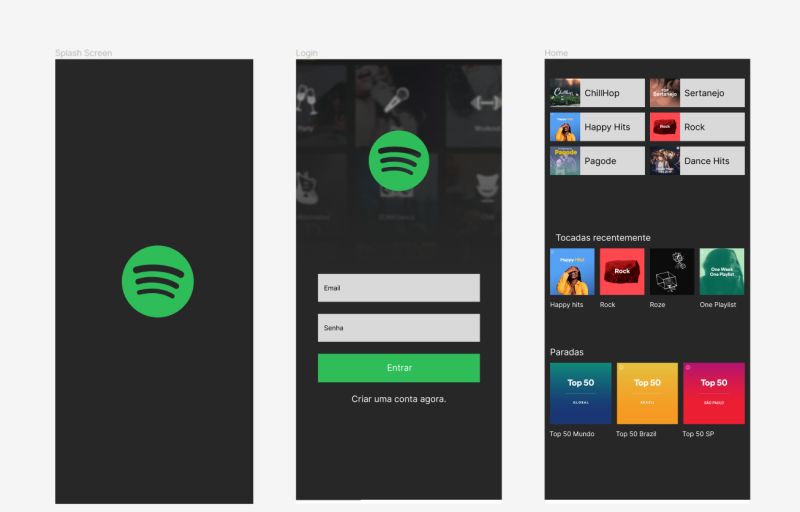 Splash Screen
Login
Party
Workout
Email
Senha
Entrar
Criar uma conta agora.
Home
ChillHop
Sertanejo
Happy Hits
Rock
Pagode
Dance Hits
Tocadas recentemente
Happy Hits!
Rock
One Week
One Playlist
Happy hits
Rock
Roze
One Playlist
Paradas
Top 50
GLOBAL
Top 50
BRASIL
Top 50
SÃO PAULO
Top 50 Mundo
Top 50 Brazil
Top 50 SP